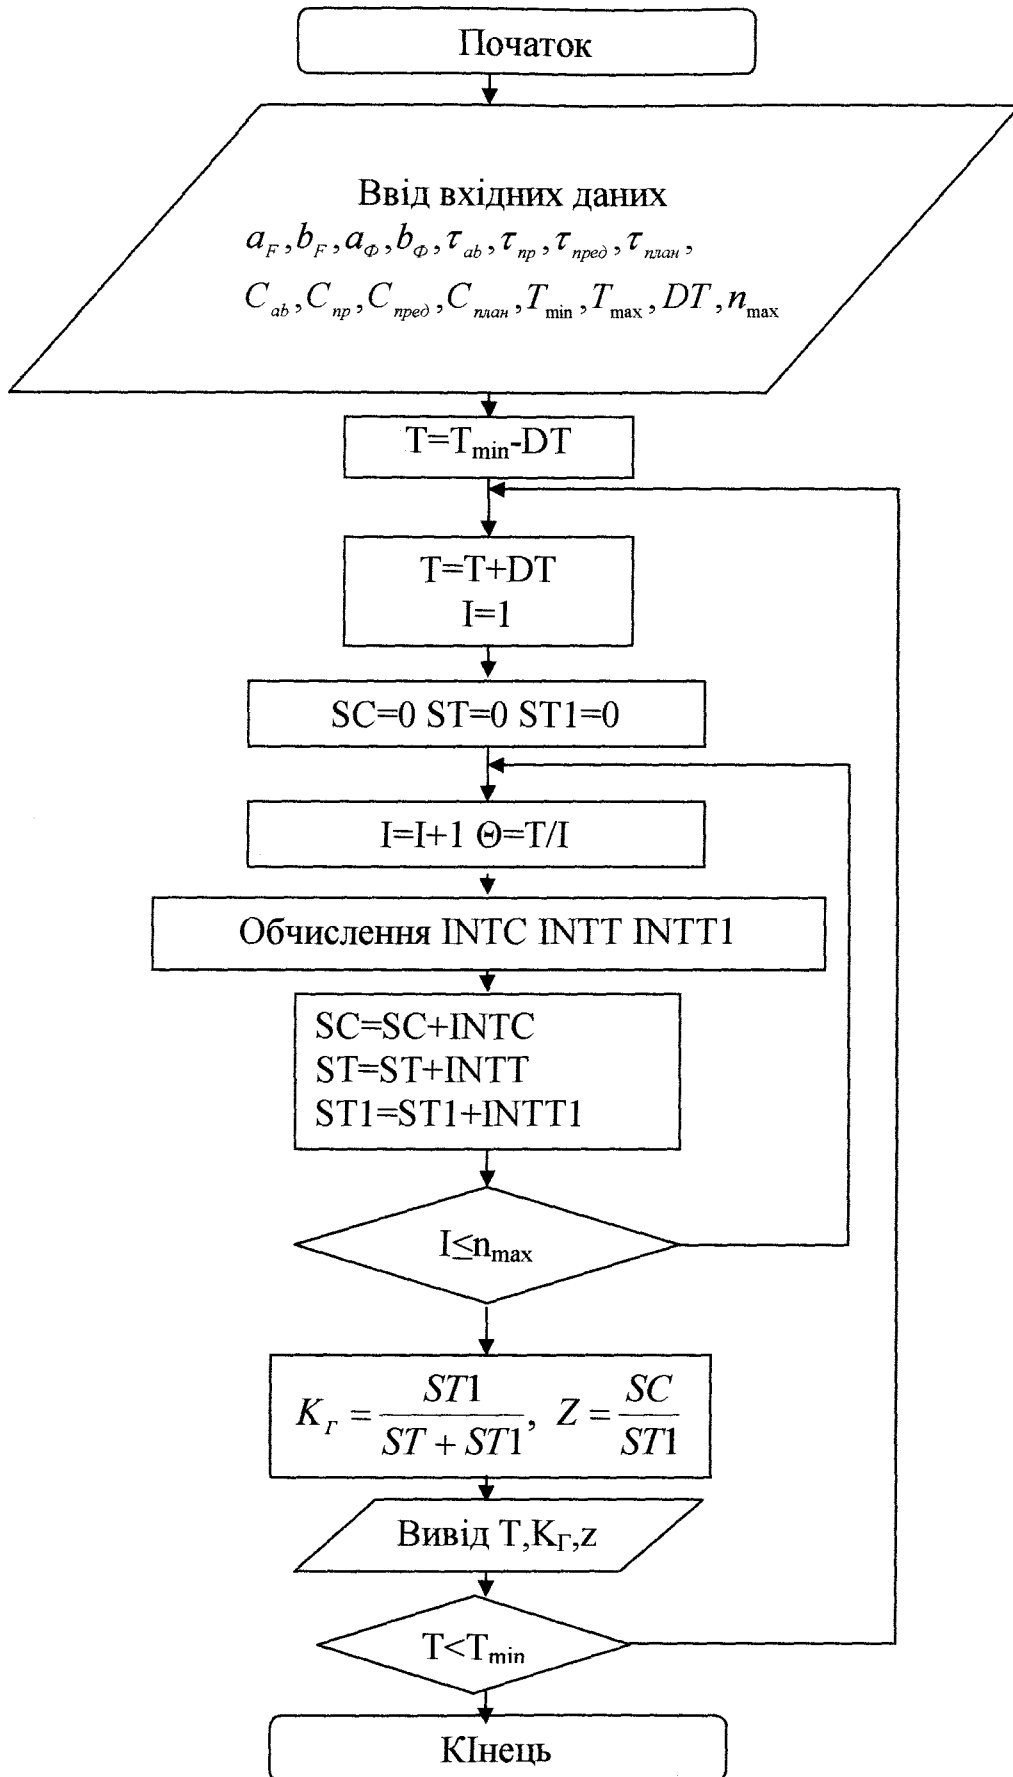 Початок
Ввід вхідних даних
a_F, b_F, a_Ф, b_Ф, τ_ab, τ_пр, τ_пред, τ_план,
C_ab, C_пр, C_пред, C_план, T_min, T_max, DT, n_max
T=T_min-DT
T=T+DT
I=1
SC=0 ST=0 ST1=0
I=I+1 Θ=T/I
Обчислення INTC INTT INTT1
SC=SC+INTC
ST=ST+INTT
ST1=ST1+INTT1
I≤n_max
K_Г = ST1/(ST + ST1), Z = SC/ST1
Вивід T,K_Г,z
T<T_min
КІнець